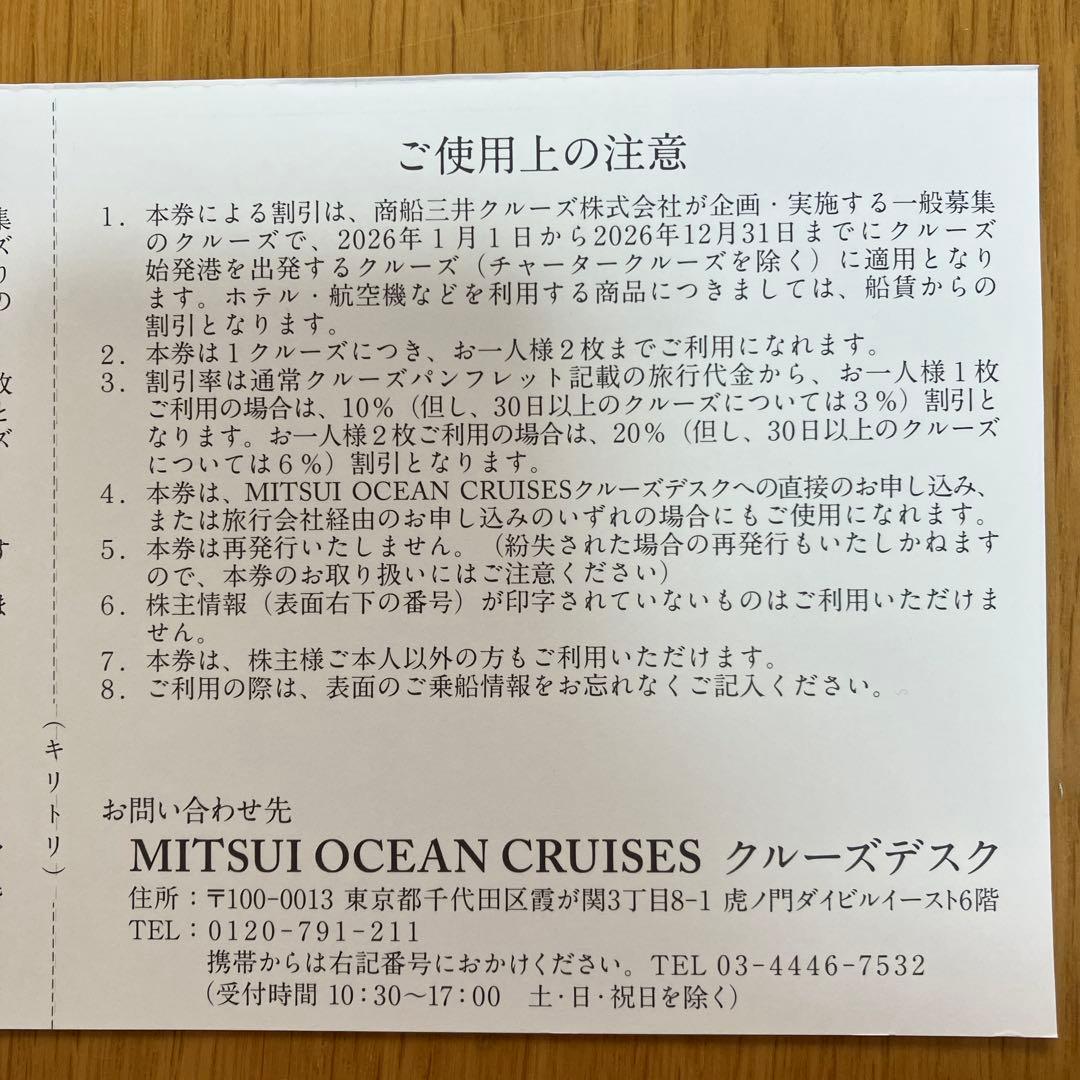 ご使用上の注意
1．本券による割引は、商船三井クルーズ株式会社が企画・実施する一般募集
のクルーズで、2026年１月１日から2026年12月31日までにクルーズ
始発港を出発するクルーズ（チャータークルーズを除く）に適用となり
ます。ホテル・航空機などを利用する商品につきましては、船賃からの
割引となります。
2．本券は１クルーズにつき、お一人様２枚までご利用になれます。
3．割引率は通常クルーズパンフレット記載の旅行代金から、お一人様１枚
ご利用の場合は、10％（但し、30日以上のクルーズについては３％）割引と
なります。お一人様２枚ご利用の場合は、20％（但し、30日以上のクルーズ
については６％）割引となります。
4．本券は、MITSUI OCEAN CRUISESクルーズデスクへの直接のお申し込み、
または旅行会社経由のお申し込みのいずれの場合にもご使用になれます。
5．本券は再発行いたしません。（紛失された場合の再発行もいたしかねます
ので、本券のお取り扱いにはご注意ください）
6．株主情報（表面右下の番号）が印字されていないものはご利用いただけま
せん。
7．本券は、株主様ご本人以外の方もご利用いただけます。
8．ご利用の際は、表面のご乗船情報をお忘れなくご記入ください。
（キリトリ）
お問い合わせ先
MITSUI OCEAN CRUISES クルーズデスク
住所：〒100-0013 東京都千代田区霞が関3丁目8-1 虎ノ門ダイビルイースト6階
TEL：0120-791-211
携帯からは右記番号におかけください。TEL 03-4446-7532
（受付時間 10：30～17：00　土・日・祝日を除く）